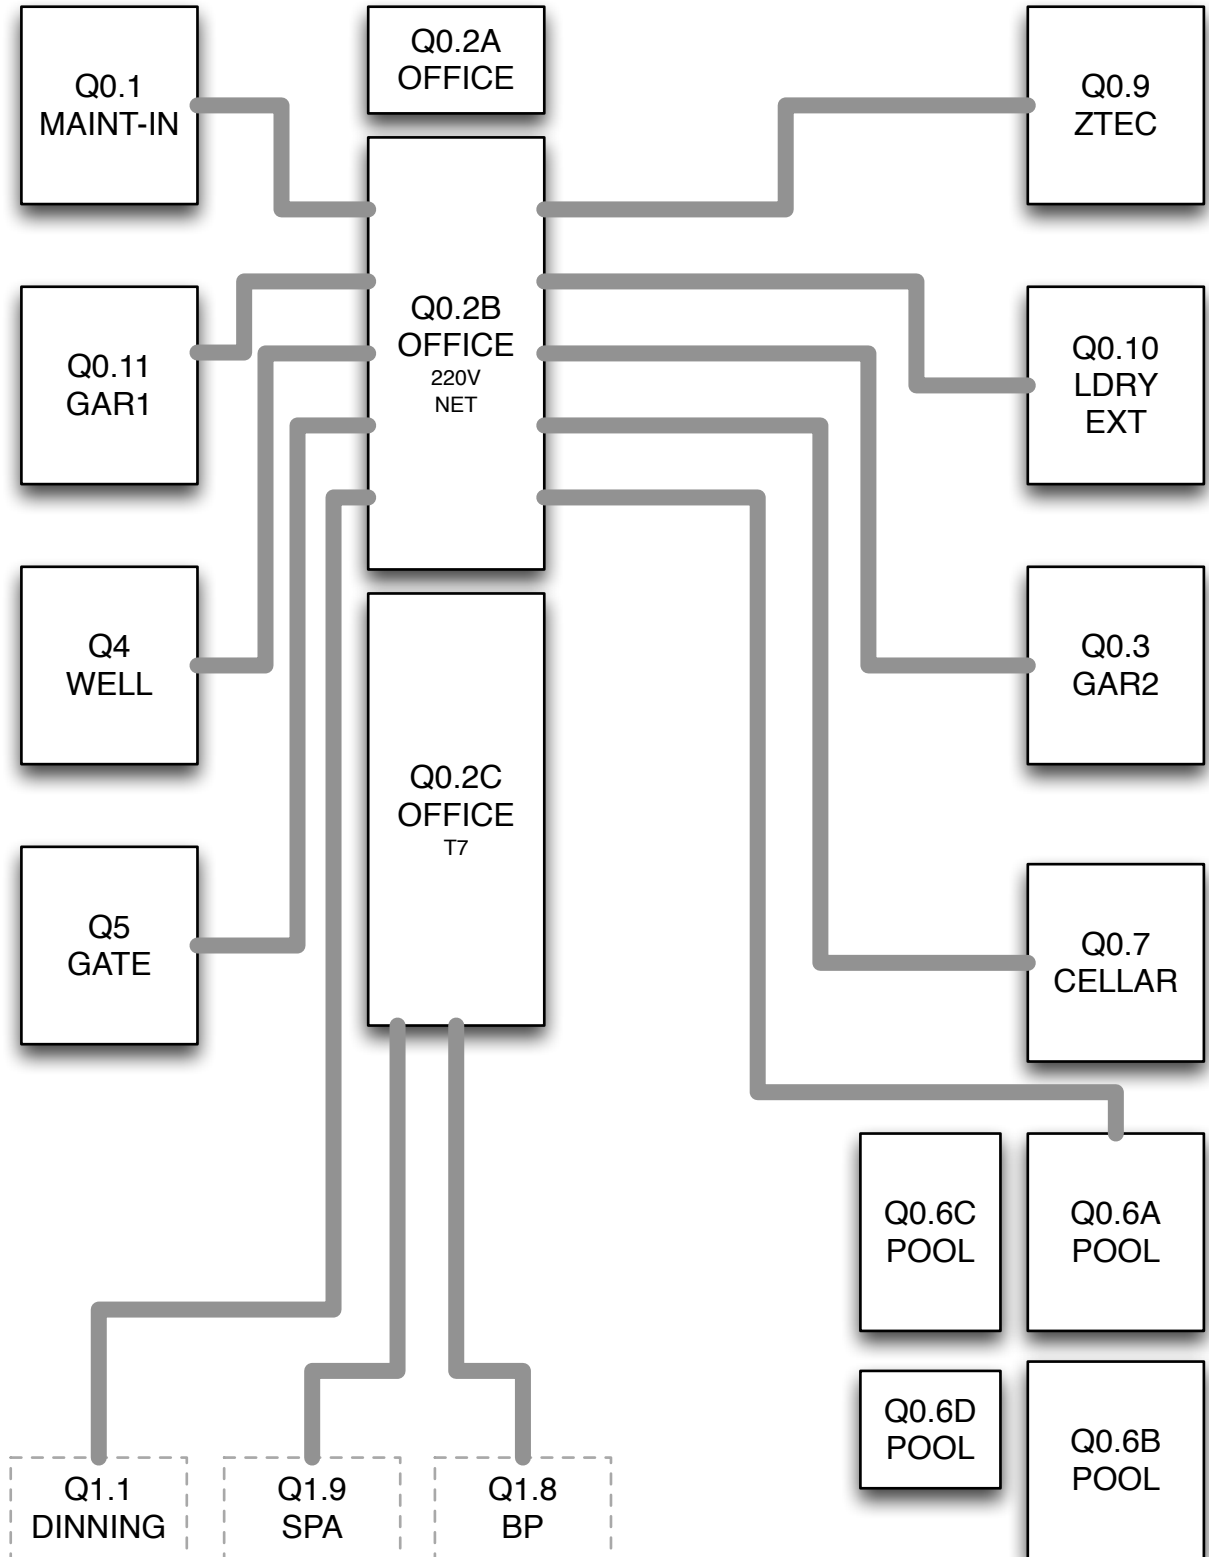 Q0.1
MAINT-IN
Q0.2A
OFFICE
Q0.9
ZTEC
Q0.11
GAR1
Q0.2B
OFFICE
220V
NET
Q0.10
LDRY
EXT
Q4
WELL
Q0.3
GAR2
Q0.2C
OFFICE
T7
Q5
GATE
Q0.7
CELLAR
Q0.6C
POOL
Q0.6A
POOL
Q0.6D
POOL
Q0.6B
POOL
Q1.1
DINNING
Q1.9
SPA
Q1.8
BP